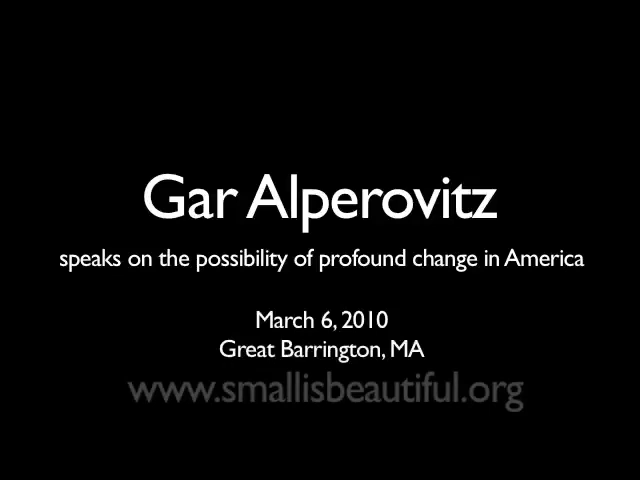 Gar Alperovitz
speaks on the possibility of profound change in America
March 6, 2010
Great Barrington, MA
www.smallisbeautiful.org